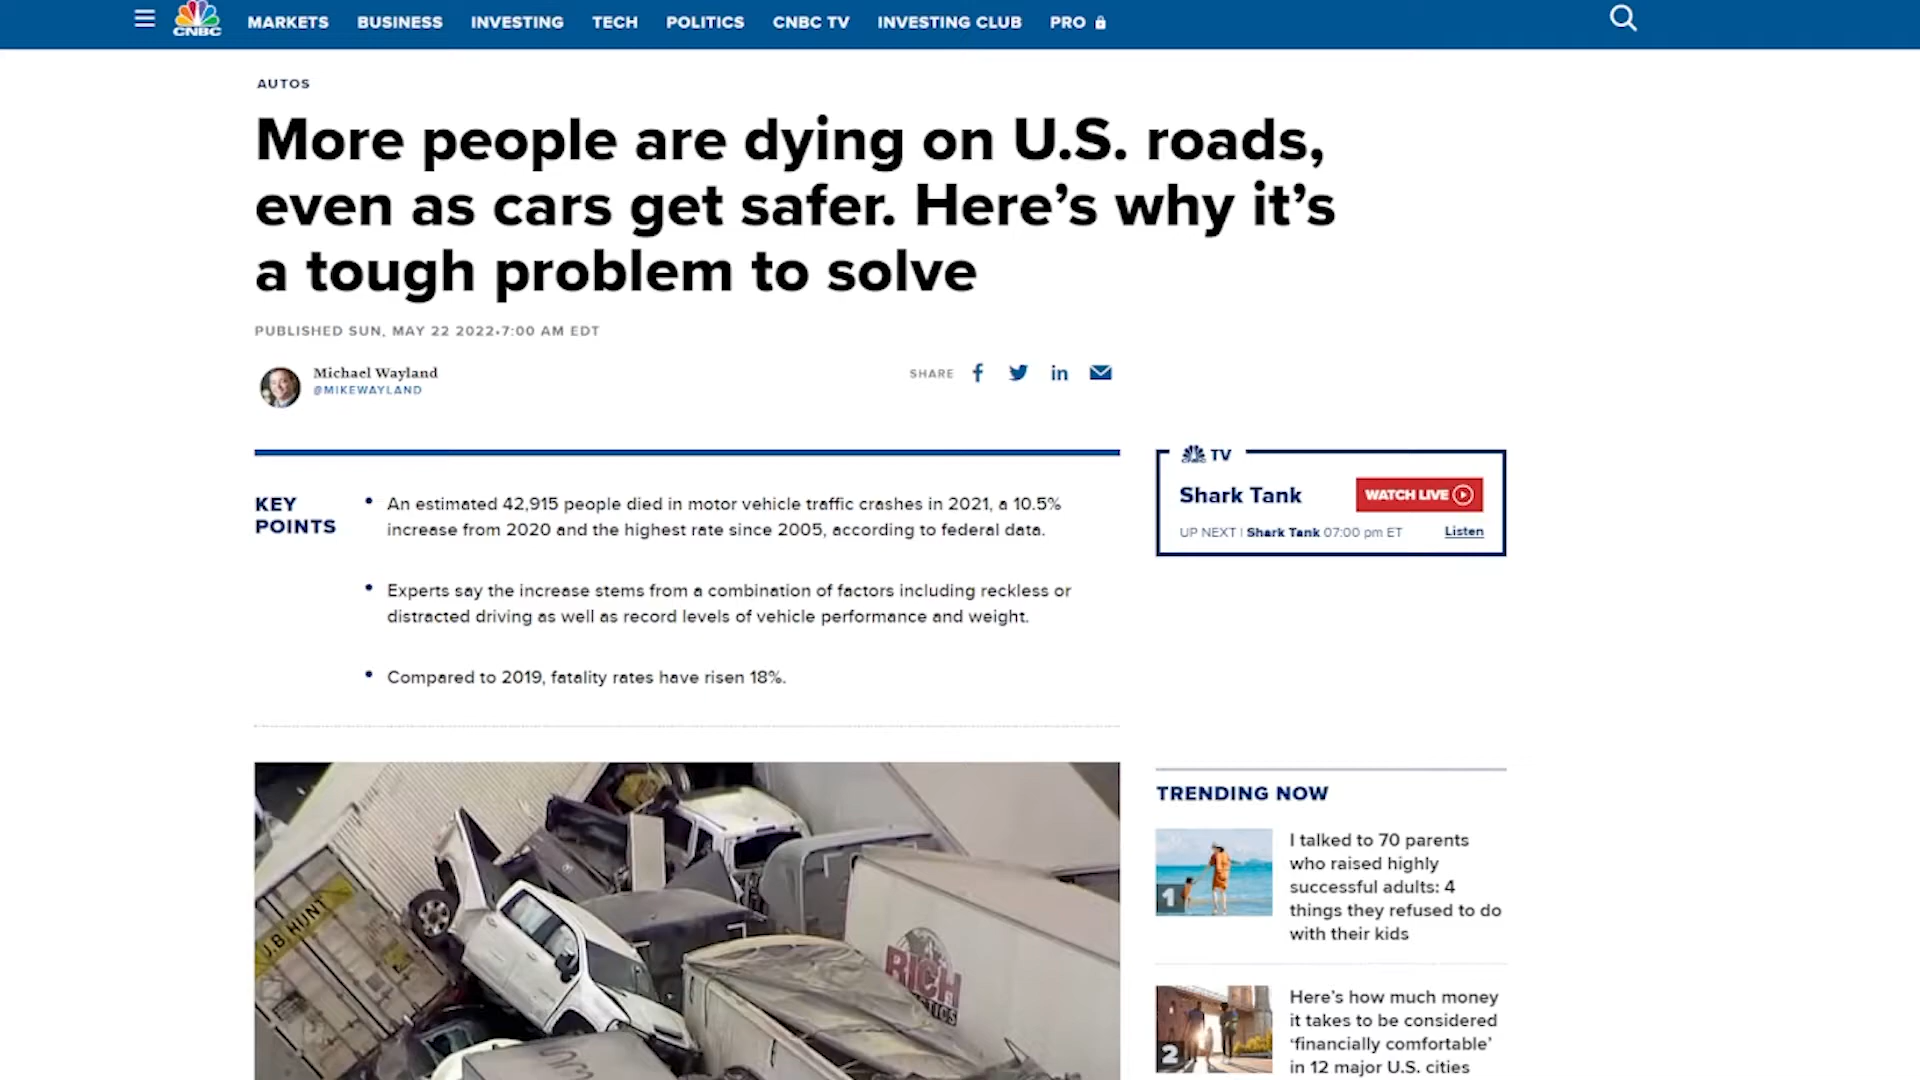 CNBC
MARKETS
BUSINESS
INVESTING
TECH
POLITICS
CNBC TV
INVESTING CLUB
PRO
AUTOS
More people are dying on U.S. roads,
even as cars get safer. Here’s why it’s
a tough problem to solve
PUBLISHED SUN, MAY 22 2022•7:00 AM EDT
Michael Wayland
@MIKEWAYLAND
SHARE
KEY
POINTS
• An estimated 42,915 people died in motor vehicle traffic crashes in 2021, a 10.5%
increase from 2020 and the highest rate since 2005, according to federal data.
• Experts say the increase stems from a combination of factors including reckless or
distracted driving as well as record levels of vehicle performance and weight.
• Compared to 2019, fatality rates have risen 18%.
J.B. HUNT
RICH
TV
Shark Tank
WATCH LIVE
UP NEXT | Shark Tank 07:00 pm ET
Listen
TRENDING NOW
1
I talked to 70 parents
who raised highly
successful adults: 4
things they refused to do
with their kids
2
Here’s how much money
it takes to be considered
‘financially comfortable’
in 12 major U.S. cities